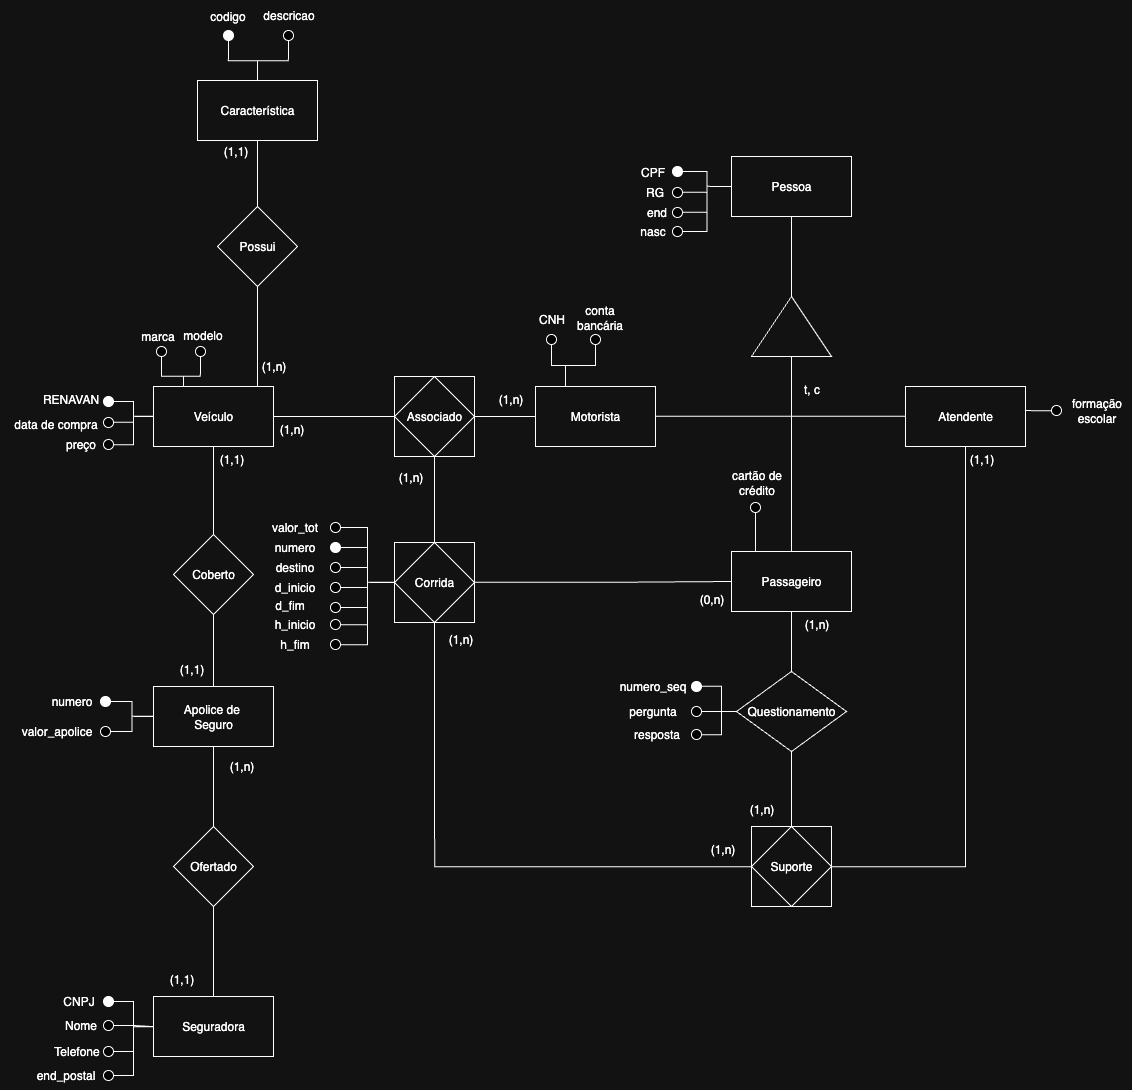 codigo
descricao
Característica
(1,1)
Possui
(1,n)
CPF
RG
end
nasc
Pessoa
t, c
marca
modelo
RENAVAN
data de compra
preço
Veículo
(1,n)
(1,1)
Associado
(1,n)
(1,n)
CNH
conta
bancária
Motorista
Atendente
(1,1)
formação
escolar
cartão de
crédito
Passageiro
(0,n)
(1,n)
valor_tot
numero
destino
d_inicio
d_fim
h_inicio
h_fim
Corrida
(1,n)
Coberto
(1,1)
numero
valor_apolice
Apolice de
Seguro
(1,n)
numero_seq
pergunta
resposta
Questionamento
(1,n)
(1,n)
Suporte
Ofertado
(1,1)
CNPJ
Nome
Telefone
end_postal
Seguradora